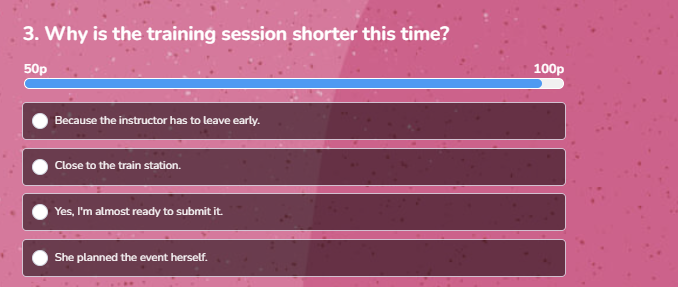 3. Why is the training session shorter this time?
50p 100p
Because the instructor has to leave early.
Close to the train station.
Yes, I'm almost ready to submit it.
She planned the event herself.